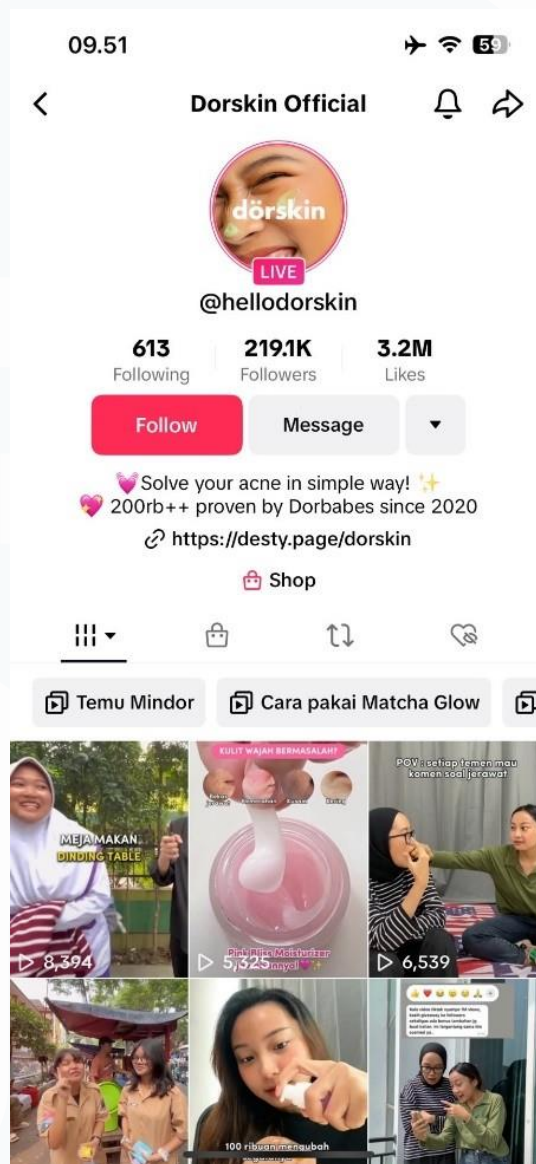 09.51
59
Dorskin Official
dörskin
LIVE
@hellodorskin
613
219.1K
3.2M
Following
Followers
Likes
Follow
Message
💓Solve your acne in simple way! ✨
💖 200rb++ proven by Dorbabes since 2020
https://desty.page/dorskin
Shop
Temu Mindor
Cara pakai Matcha Glow
MEJA MAKAN
DINDING TABLE
8,394
KULIT WAJAH BERMASALAH?
Kusam
Kering
Pink Bliss Moisturizer
5,325
POV : setiap temen mau
komen soal jerawat
6,539
100 ribuan mengubah